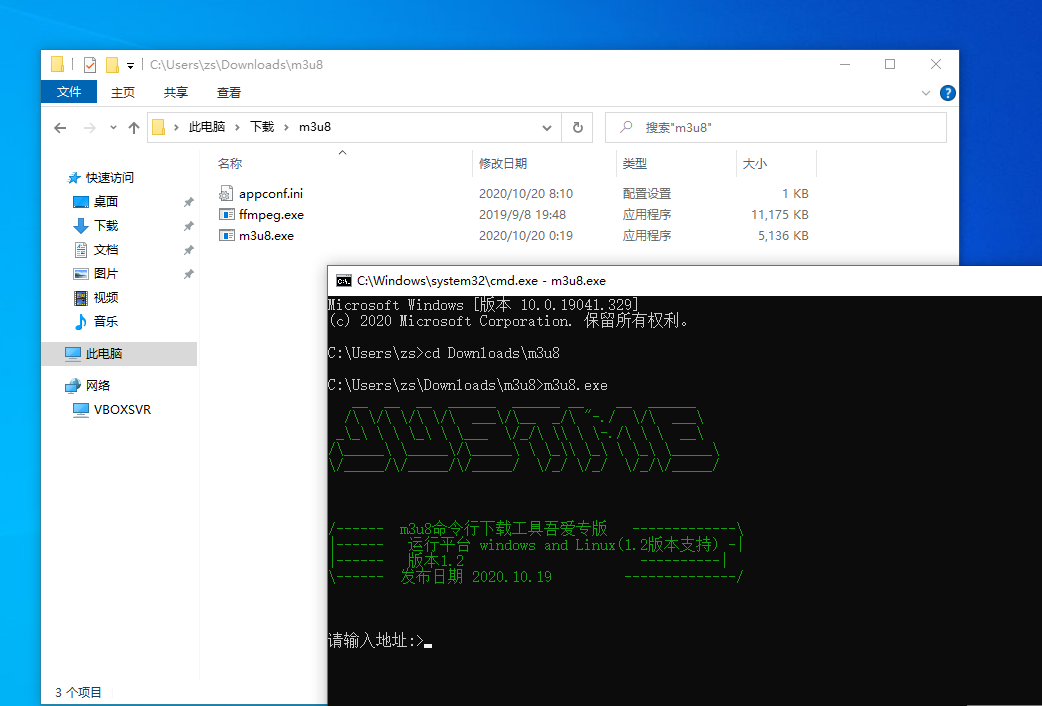 C:\Users\zs\Downloads\m3u8
文件 主页 共享 查看
此电脑 下载 m3u8
搜索"m3u8"
名称 修改日期 类型 大小
快速访问
桌面
下载
文档
图片
视频
音乐
此电脑
网络
VBOXSVR
appconf.ini 2020/10/20 8:10 配置设置 1 KB
ffmpeg.exe 2019/9/8 19:48 应用程序 11,175 KB
m3u8.exe 2020/10/20 0:19 应用程序 5,136 KB
3 个项目
C:\Windows\system32\cmd.exe - m3u8.exe
Microsoft Windows [版本 10.0.19041.329]
(c) 2020 Microsoft Corporation. 保留所有权利。
C:\Users\zs>cd Downloads\m3u8
C:\Users\zs\Downloads\m3u8>m3u8.exe
/------ m3u8命令行下载工具吾爱专版 -------------\
|------ 运行平台 windows and Linux(1.2版本支持) -|
|------ 版本1.2 ----------|
\------ 发布日期 2020.10.19 --------------/
请输入地址:>